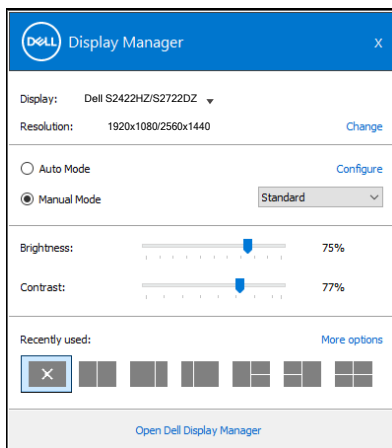 DELL Display Manager X
Display: Dell S2422HZ/S2722DZ
Resolution: 1920x1080/2560x1440 Change
Auto Mode Configure
Manual Mode Standard
Brightness: 75%
Contrast: 77%
Recently used: More options
Open Dell Display Manager